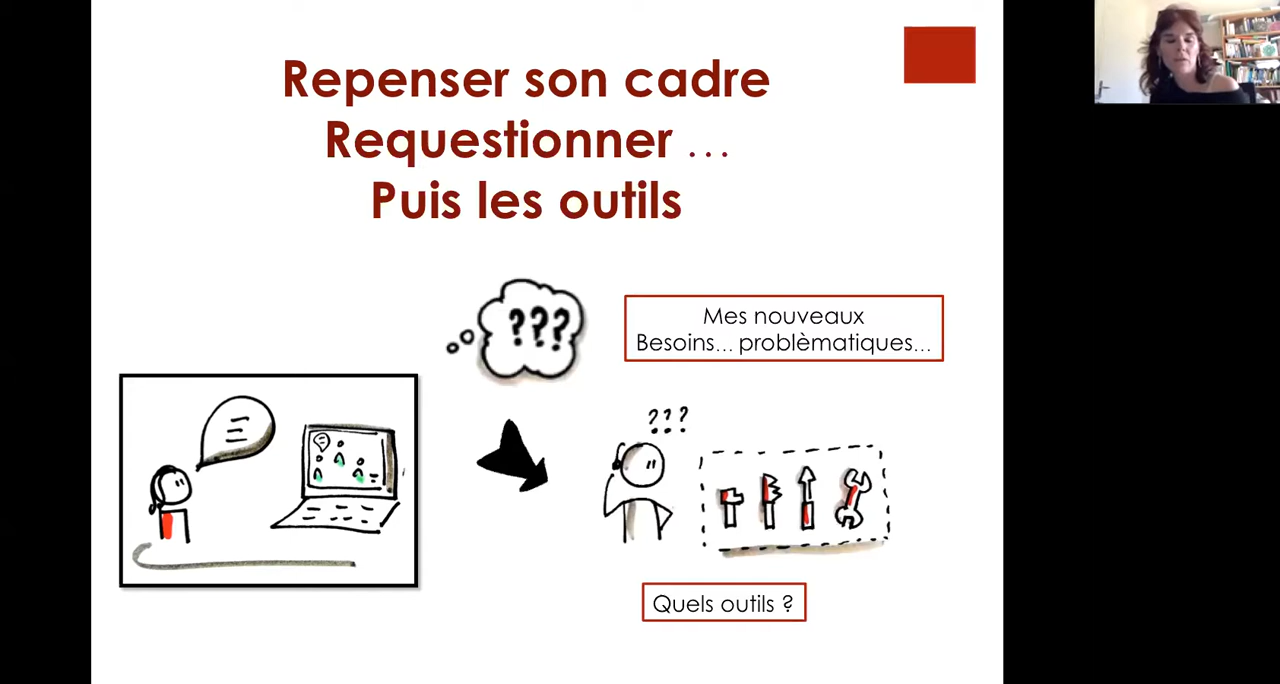 Repenser son cadre
Requestionner ...
Puis les outils
???
Mes nouveaux
Besoins... problèmatiques...
???
Quels outils ?